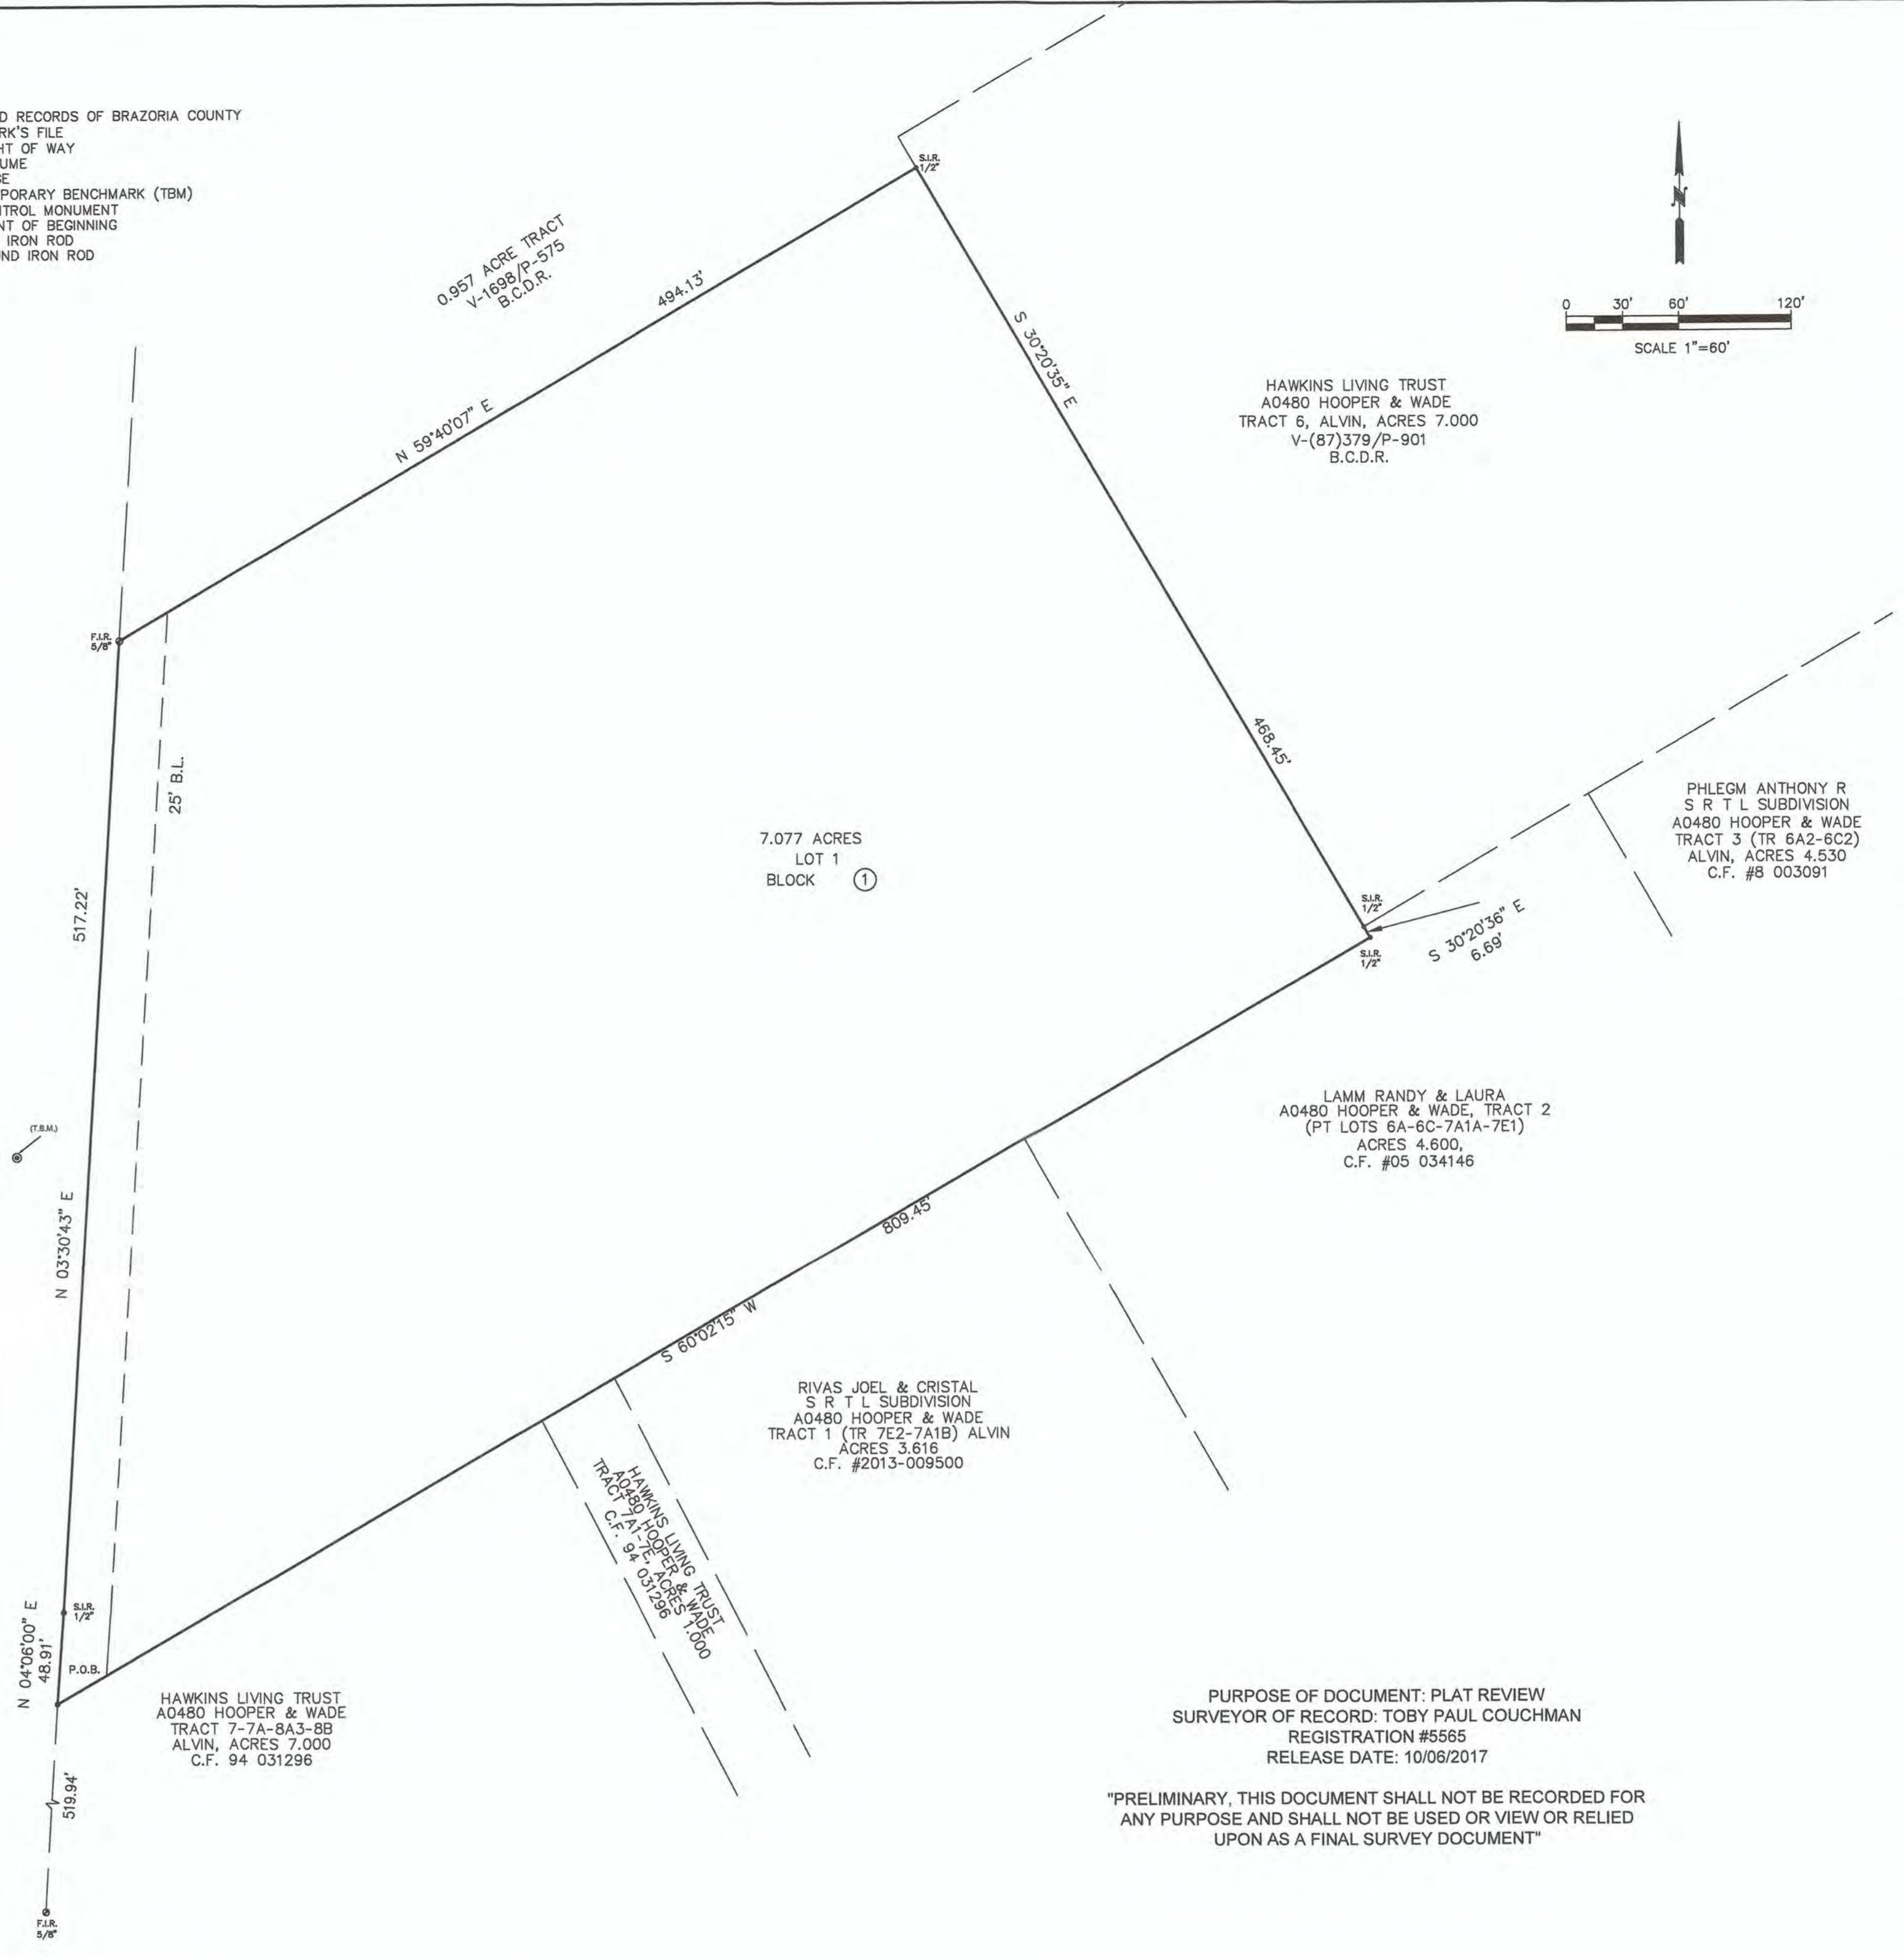 D RECORDS OF BRAZORIA COUNTY
RK'S FILE
HT OF WAY
UME
GE
PORARY BENCHMARK (TBM)
NTROL MONUMENT
NT OF BEGINNING
IRON ROD
ND IRON ROD
0.957 ACRE TRACT
V-1698/P-575
B.C.D.R.
494.13'
N 59°40'07" E
S.I.R.
1/2"
S 30°20'35" E
468.45'
N
0 30' 60' 120'
SCALE 1"=60'
HAWKINS LIVING TRUST
A0480 HOOPER & WADE
TRACT 6, ALVIN, ACRES 7.000
V-(87)379/P-901
B.C.D.R.
F.I.R.
5/8"
25' B.L.
517.22'
N 03°30'43" E
(T.B.M.)
7.077 ACRES
LOT 1
BLOCK 1
PHLEGM ANTHONY R
S R T L SUBDIVISION
A0480 HOOPER & WADE
TRACT 3 (TR 6A2-6C2)
ALVIN, ACRES 4.530
C.F. #8 003091
S.I.R.
1/2"
S 30°20'36" E
6.69'
S.I.R.
1/2"
LAMM RANDY & LAURA
A0480 HOOPER & WADE, TRACT 2
(PT LOTS 6A-6C-7A1A-7E1)
ACRES 4.600,
C.F. #05 034146
809.45'
S 60°02'15" W
RIVAS JOEL & CRISTAL
S R T L SUBDIVISION
A0480 HOOPER & WADE
TRACT 1 (TR 7E2-7A1B) ALVIN
ACRES 3.616
C.F. #2013-009500
HAWKINS LIVING TRUST
A0480 HOOPER & WADE
TRACT 7A1-7E, ACRES 1.000
C.F. 94 031296
S.I.R.
1/2"
N 04°06'00" E
48.91'
P.O.B.
HAWKINS LIVING TRUST
A0480 HOOPER & WADE
TRACT 7-7A-8A3-8B
ALVIN, ACRES 7.000
C.F. 94 031296
519.94'
F.I.R.
5/8"
PURPOSE OF DOCUMENT: PLAT REVIEW
SURVEYOR OF RECORD: TOBY PAUL COUCHMAN
REGISTRATION #5565
RELEASE DATE: 10/06/2017
"PRELIMINARY, THIS DOCUMENT SHALL NOT BE RECORDED FOR
ANY PURPOSE AND SHALL NOT BE USED OR VIEW OR RELIED
UPON AS A FINAL SURVEY DOCUMENT"